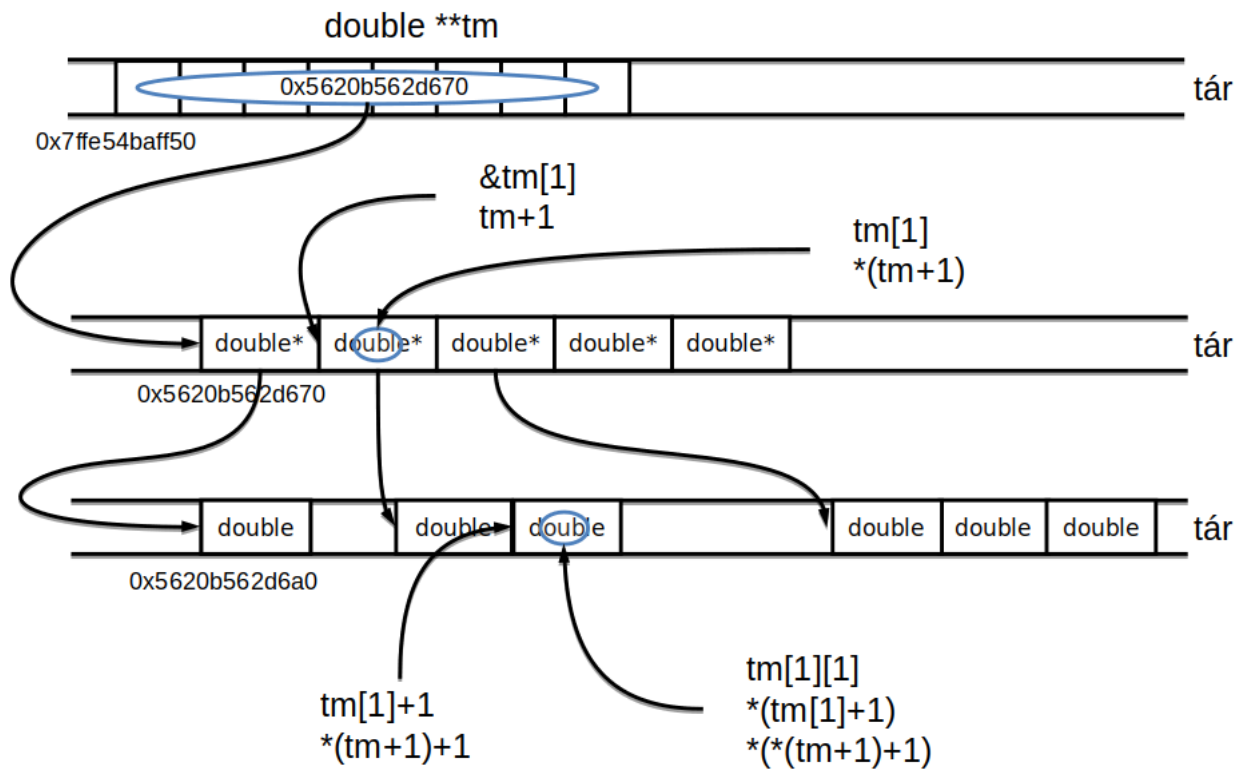 double **tm
0x5620b562d670
tár
0x7ffe54baff50
&tm[1]
tm+1
tm[1]
*(tm+1)
double* double* double* double* double*
tár
0x5620b562d670
double double double double double double
tár
0x5620b562d6a0
tm[1]+1
*(tm+1)+1
tm[1][1]
*(tm[1]+1)
*(*(tm+1)+1)